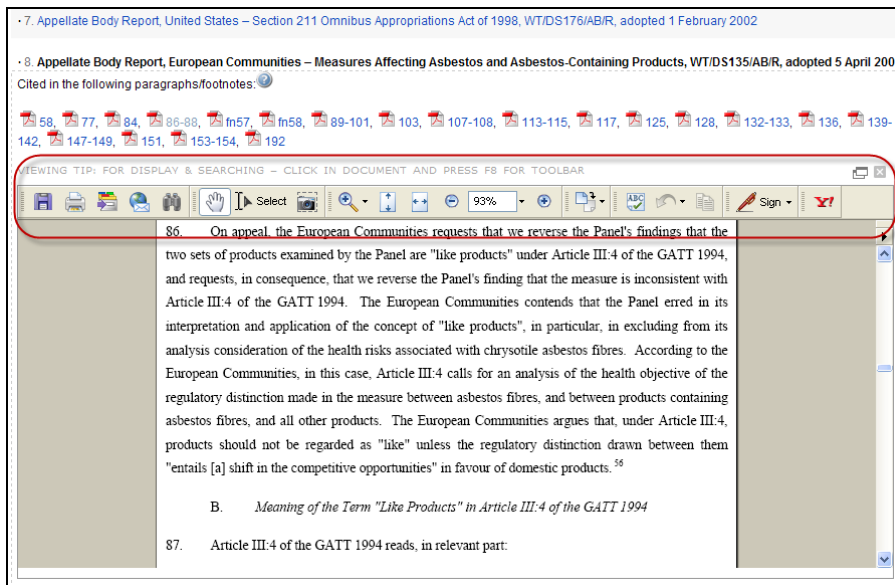 · 7. Appellate Body Report, United States – Section 211 Omnibus Appropriations Act of 1998, WT/DS176/AB/R, adopted 1 February 2002
· 8. Appellate Body Report, European Communities – Measures Affecting Asbestos and Asbestos-Containing Products, WT/DS135/AB/R, adopted 5 April 200
Cited in the following paragraphs/footnotes:
58, 77, 84, 86-88, fn57, fn58, 89-101, 103, 107-108, 113-115, 117, 125, 128, 132-133, 136, 139-
142, 147-149, 151, 153-154, 192
VIEWING TIP: FOR DISPLAY & SEARCHING – CLICK IN DOCUMENT AND PRESS F8 FOR TOOLBAR
Select 93% ABC Sign Y!
86. On appeal, the European Communities requests that we reverse the Panel's findings that the
two sets of products examined by the Panel are "like products" under Article III:4 of the GATT 1994,
and requests, in consequence, that we reverse the Panel's finding that the measure is inconsistent with
Article III:4 of the GATT 1994. The European Communities contends that the Panel erred in its
interpretation and application of the concept of "like products", in particular, in excluding from its
analysis consideration of the health risks associated with chrysotile asbestos fibres. According to the
European Communities, in this case, Article III:4 calls for an analysis of the health objective of the
regulatory distinction made in the measure between asbestos fibres, and between products containing
asbestos fibres, and all other products. The European Communities argues that, under Article III:4,
products should not be regarded as "like" unless the regulatory distinction drawn between them
"entails [a] shift in the competitive opportunities" in favour of domestic products. 56
B. Meaning of the Term "Like Products" in Article III:4 of the GATT 1994
87. Article III:4 of the GATT 1994 reads, in relevant part: